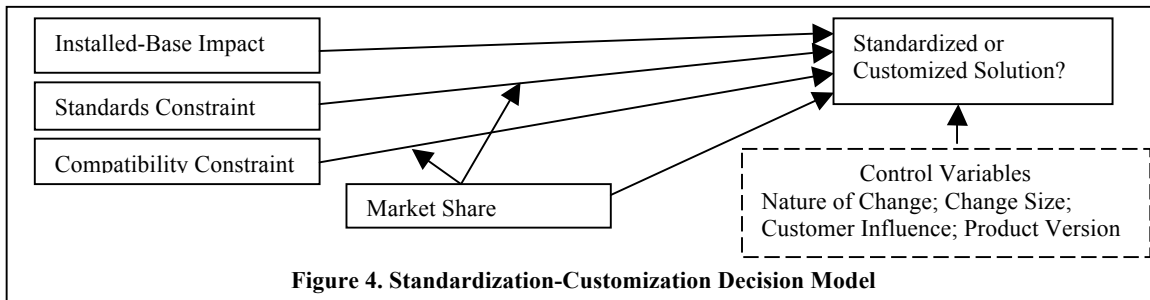 Installed-Base Impact
Standards Constraint
Compatibility Constraint
Market Share
Standardized or
Customized Solution?
Control Variables
Nature of Change; Change Size;
Customer Influence; Product Version
Figure 4. Standardization-Customization Decision Model